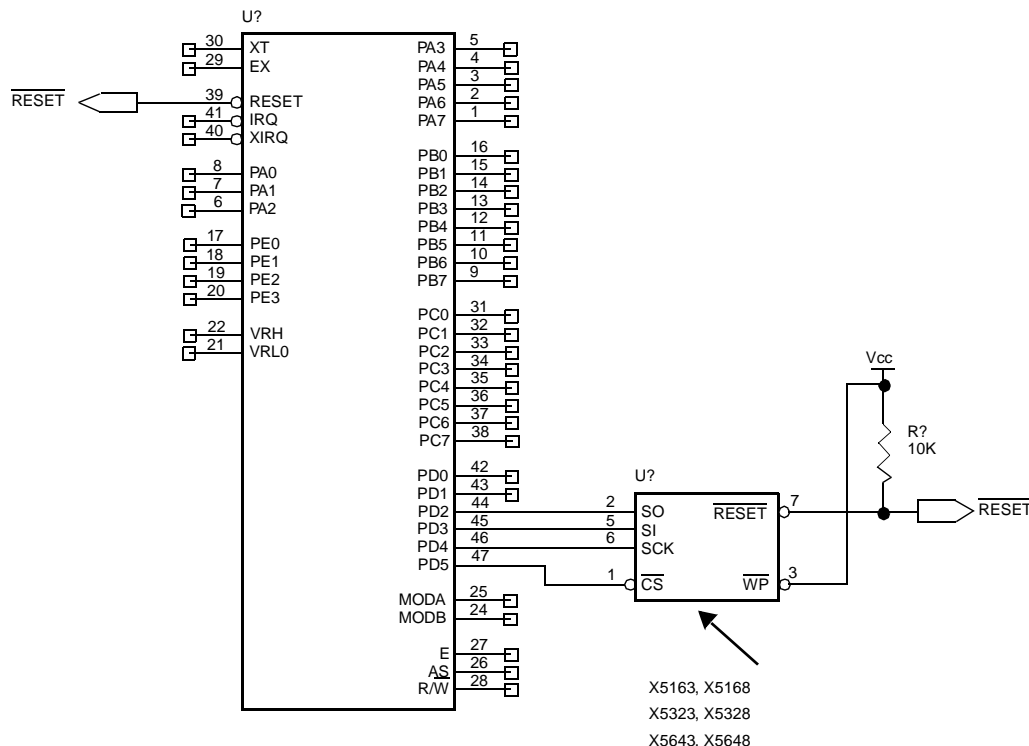 U?
30 XT
29 EX
RESET
39 RESET
41 IRQ
40 XIRQ
8 PA0
7 PA1
6 PA2
17 PE0
18 PE1
19 PE2
20 PE3
22 VRH
21 VRL0
PA3 5
PA4 4
PA5 3
PA6 2
PA7 1
PB0 16
PB1 15
PB2 14
PB3 13
PB4 12
PB5 11
PB6 10
PB7 9
PC0 31
PC1 32
PC2 33
PC3 34
PC4 35
PC5 36
PC6 37
PC7 38
PD0 42
PD1 43
PD2 44
PD3 45
PD4 46
PD5 47
MODA 25
MODB 24
E 27
AS 26
R/W 28
U?
2 SO
5 SI
6 SCK
1 CS
RESET 7
WP 3
Vcc
R?
10K
RESET
X5163, X5168
X5323, X5328
X5643, X5648